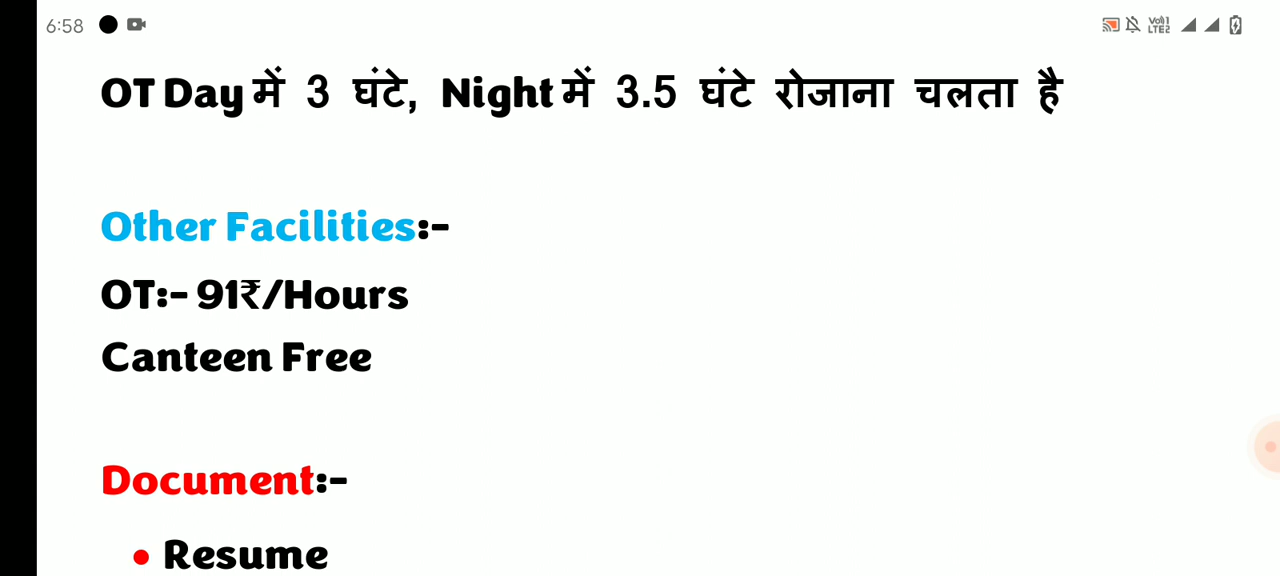 6:58
OT Day में 3 घंटे, Night में 3.5 घंटे रोजाना चलता है
Other Facilities:-
OT:- 91₹/Hours
Canteen Free
Document:-
• Resume